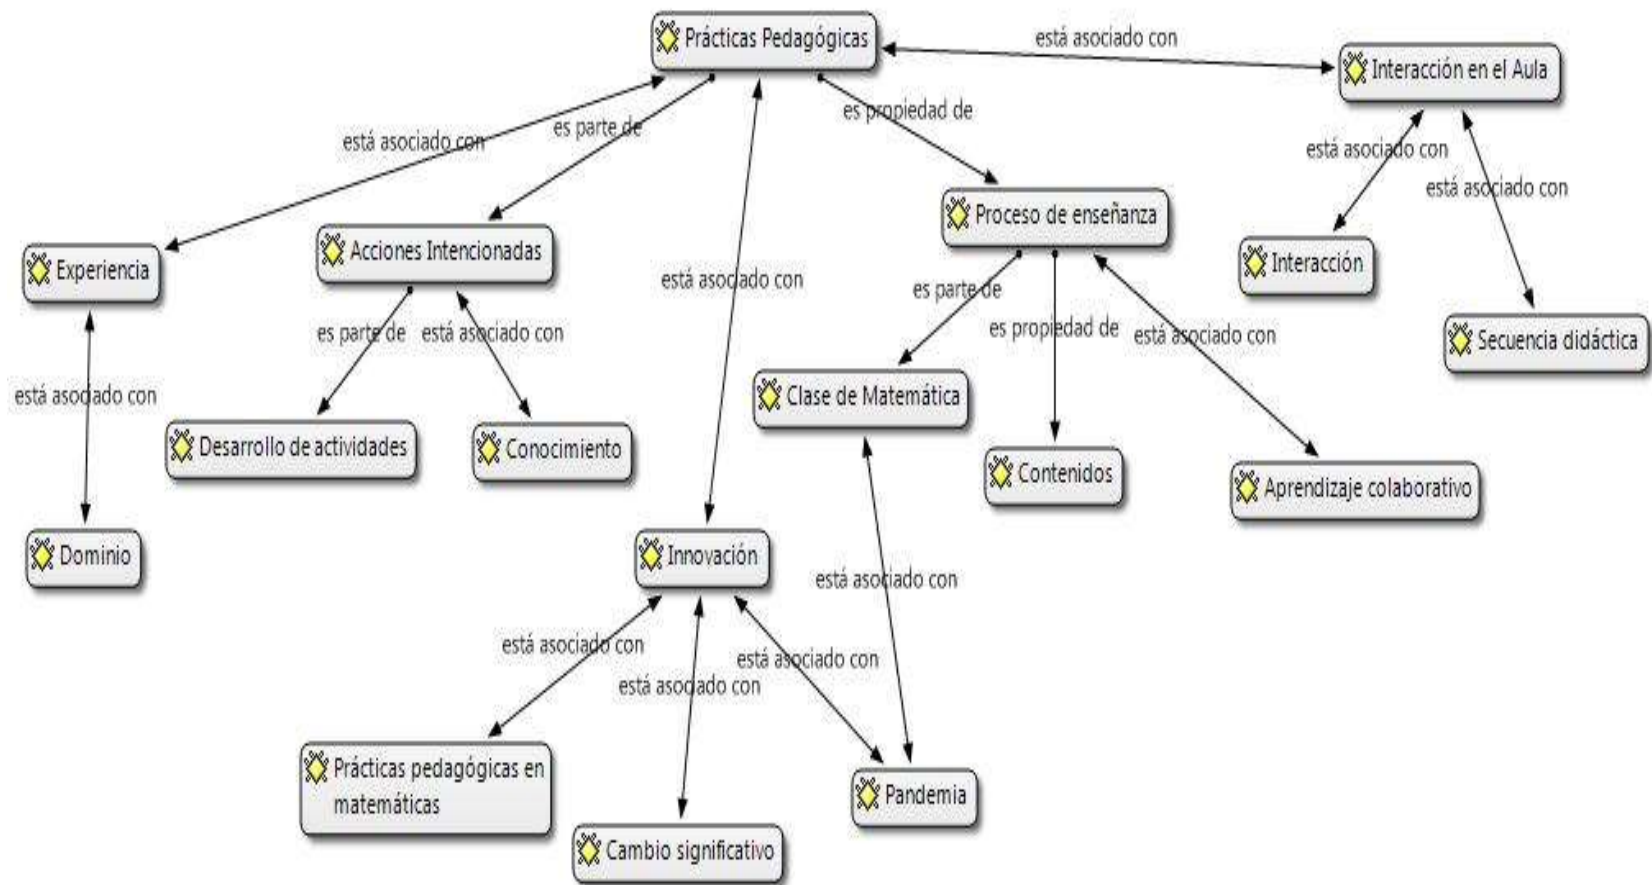 Prácticas Pedagógicas
está asociado con
Interacción en el Aula
es propiedad de
es parte de
está asociado con
está asociado con
está asociado con
Proceso de enseñanza
Acciones Intencionadas
Experiencia
Interacción
está asociado con
es parte de
es propiedad de
es parte de
está asociado con
está asociado con
Secuencia didáctica
está asociado con
Clase de Matemática
Desarrollo de actividades
Conocimiento
Contenidos
Aprendizaje colaborativo
Dominio
Innovación
está asociado con
está asociado con
está asociado con
está asociado con
Prácticas pedagógicas en
matemáticas
Pandemia
Cambio significativo